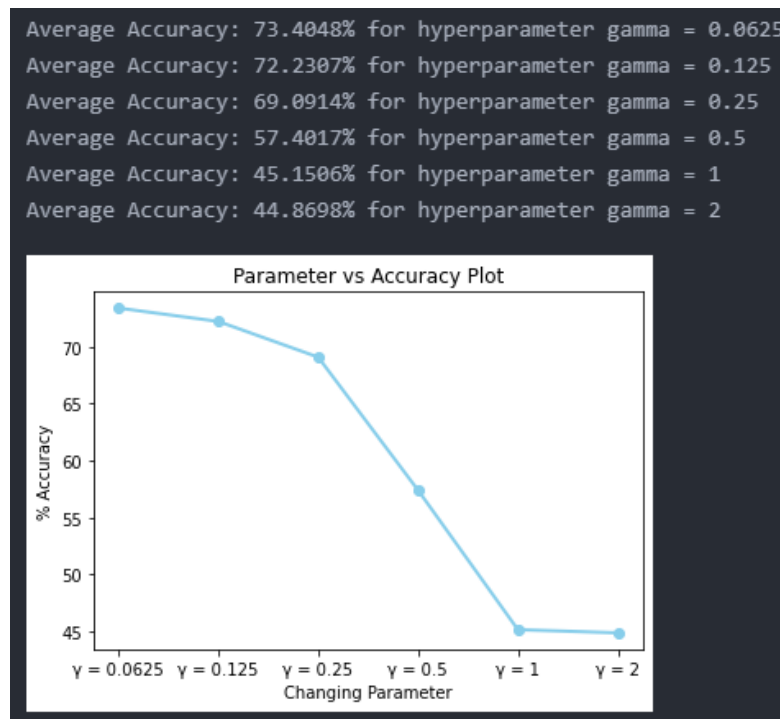 Average Accuracy: 73.4048% for hyperparameter gamma = 0.0625
Average Accuracy: 72.2307% for hyperparameter gamma = 0.125
Average Accuracy: 69.0914% for hyperparameter gamma = 0.25
Average Accuracy: 57.4017% for hyperparameter gamma = 0.5
Average Accuracy: 45.1506% for hyperparameter gamma = 1
Average Accuracy: 44.8698% for hyperparameter gamma = 2
Parameter vs Accuracy Plot
% Accuracy
70
65
60
55
50
45
γ = 0.0625 γ = 0.125 γ = 0.25 γ = 0.5 γ = 1 γ = 2
Changing Parameter